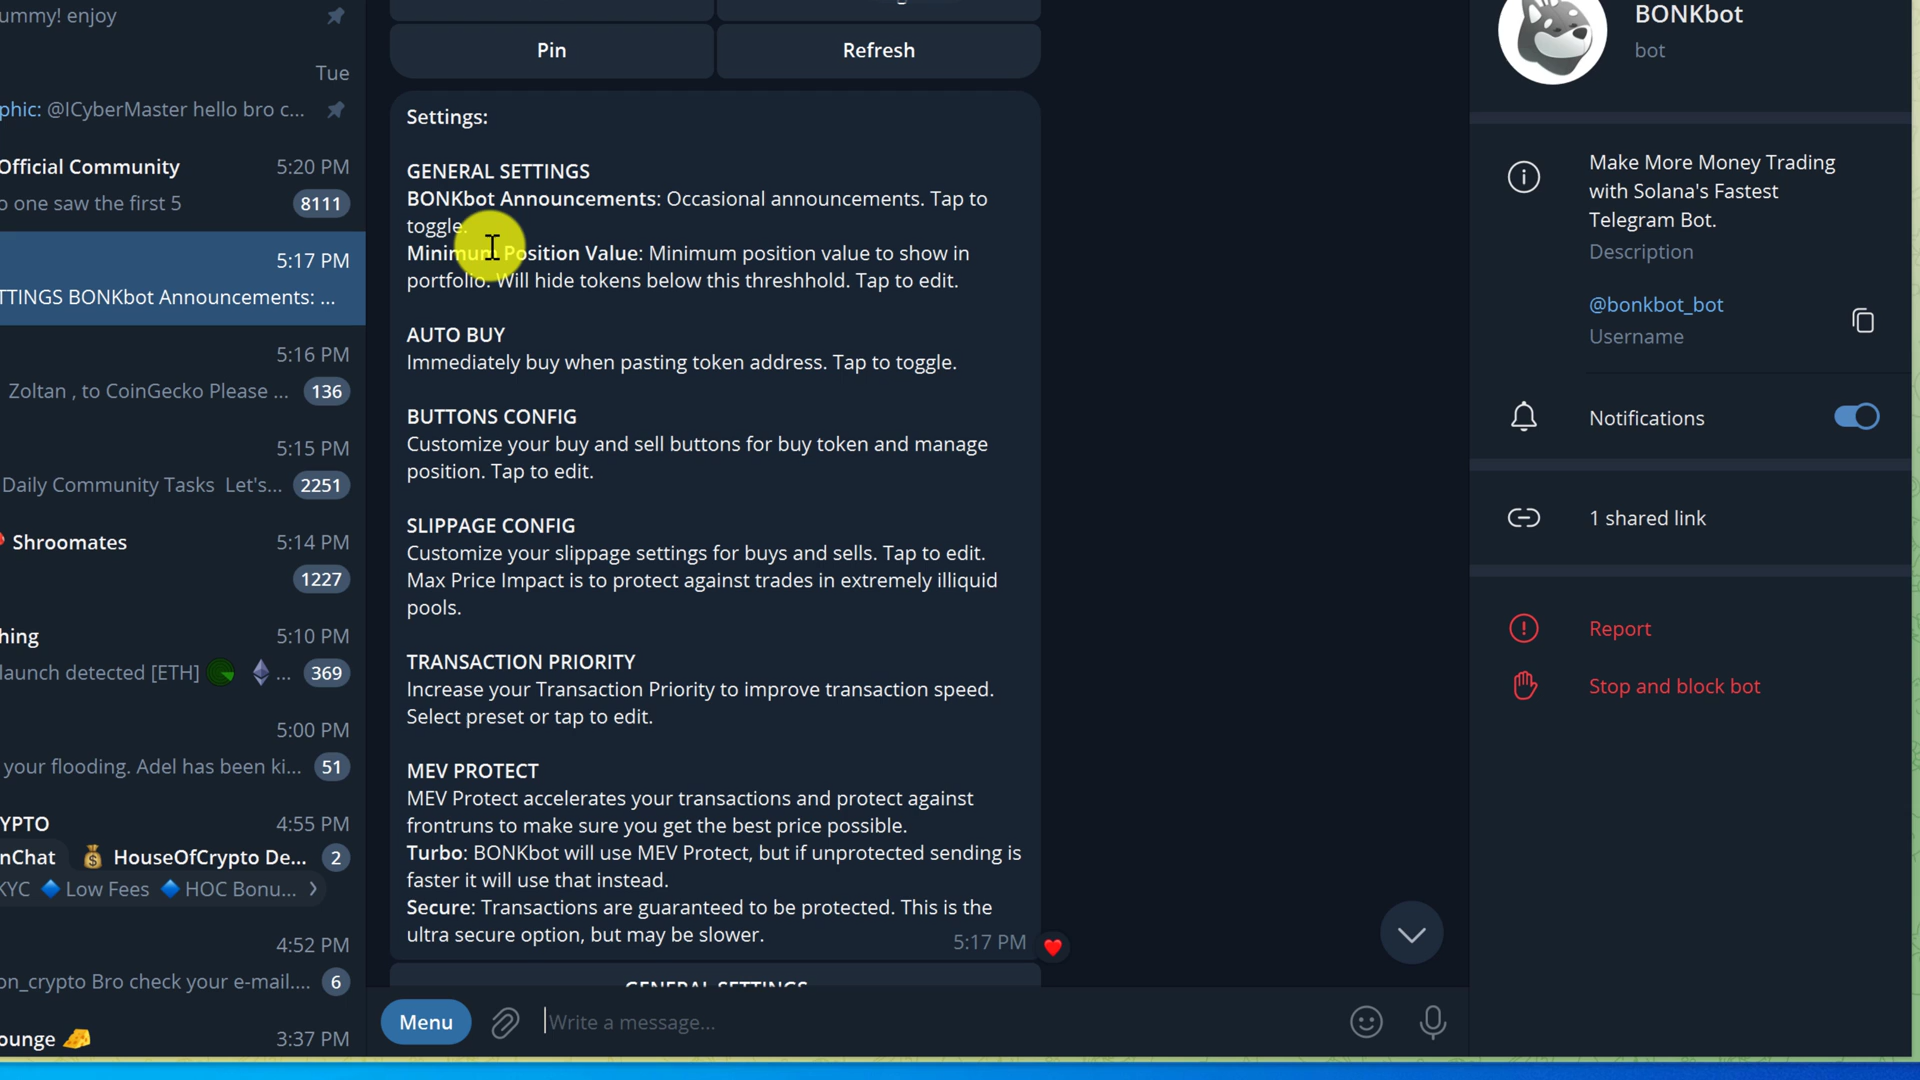 ummy! enjoy
Tue
phic: @ICyberMaster hello bro c...
Official Community 5:20 PM
o one saw the first 5 8111
5:17 PM
TTINGS BONKbot Announcements: ...
5:16 PM
Zoltan , to CoinGecko Please ... 136
5:15 PM
Daily Community Tasks Let's... 2251
Shroomates 5:14 PM
1227
hing 5:10 PM
launch detected [ETH] ... 369
5:00 PM
your flooding. Adel has been ki... 51
YPTO 4:55 PM
nChat HouseOfCrypto De... 2
KYC Low Fees HOC Bonu...
4:52 PM
on_crypto Bro check your e-mail.... 6
ounge 3:37 PM
Pin Refresh
Settings:
GENERAL SETTINGS
BONKbot Announcements: Occasional announcements. Tap to
toggle.
Minimum Position Value: Minimum position value to show in
portfolio. Will hide tokens below this threshhold. Tap to edit.
AUTO BUY
Immediately buy when pasting token address. Tap to toggle.
BUTTONS CONFIG
Customize your buy and sell buttons for buy token and manage
position. Tap to edit.
SLIPPAGE CONFIG
Customize your slippage settings for buys and sells. Tap to edit.
Max Price Impact is to protect against trades in extremely illiquid
pools.
TRANSACTION PRIORITY
Increase your Transaction Priority to improve transaction speed.
Select preset or tap to edit.
MEV PROTECT
MEV Protect accelerates your transactions and protect against
frontruns to make sure you get the best price possible.
Turbo: BONKbot will use MEV Protect, but if unprotected sending is
faster it will use that instead.
Secure: Transactions are guaranteed to be protected. This is the
ultra secure option, but may be slower.
5:17 PM
GENERAL SETTINGS
Menu Write a message...
BONKbot
bot
Make More Money Trading
with Solana's Fastest
Telegram Bot.
Description
@bonkbot_bot
Username
Notifications
1 shared link
Report
Stop and block bot